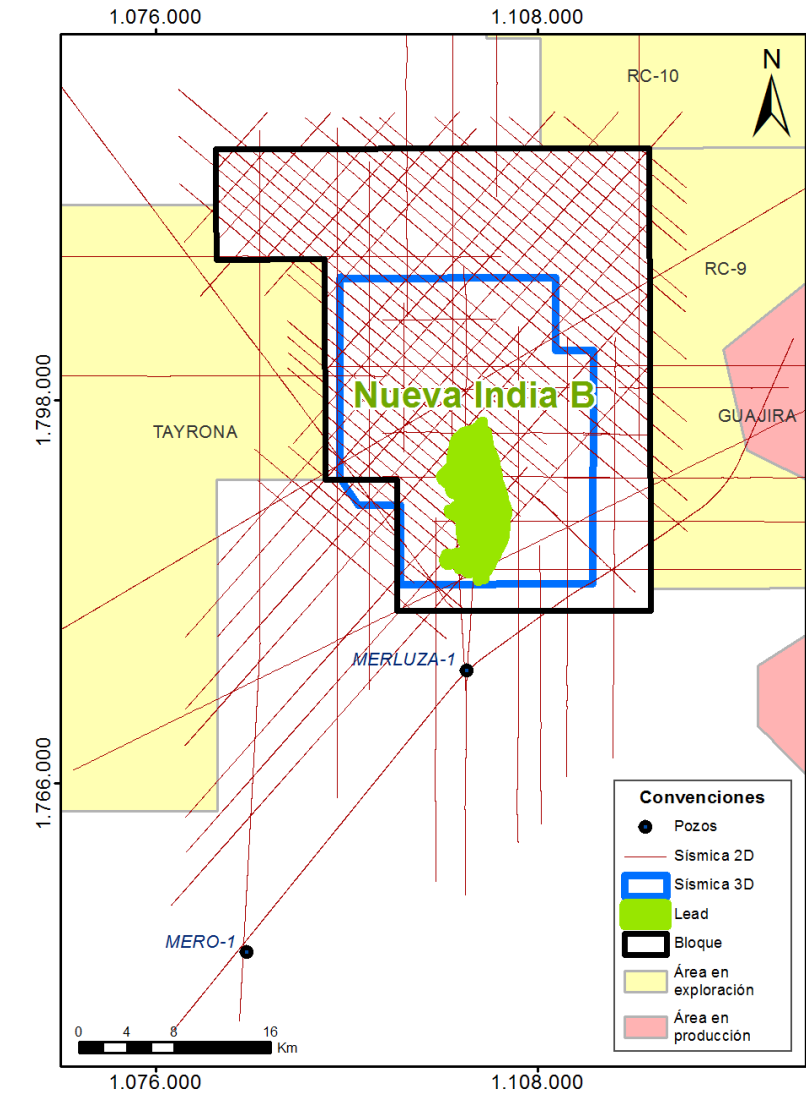 1.076.000
1.108.000
N
RC-10
RC-9
1.798.000
Nueva India B
TAYRONA
GUAJIRA
MERLUZA-1
1.766.000
MERO-1
Convenciones
Pozos
Sísmica 2D
Sísmica 3D
Lead
Bloque
Área en
exploración
Área en
producción
0 4 8 16
Km
1.076.000
1.108.000